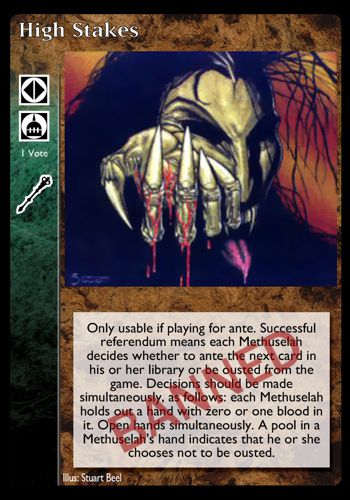 High Stakes
1 Vote
Only usable if playing for ante. Successful
referendum means each Methuselah
decides whether to ante the next card in
his or her library or be ousted from the
game. Decisions should be made
simultaneously, as follows: each Methuselah
holds out a hand with zero or one blood in
it. Open hands simultaneously. A pool in a
Methuselah's hand indicates that he or she
chooses not to be ousted.
BANNED
Illus: Stuart Beel